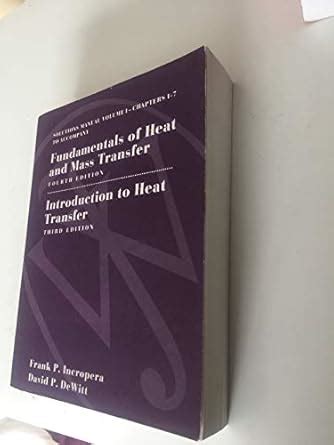 SOLUTIONS MANUAL VOLUME I - CHAPTERS 1-7
TO ACCOMPANY
Fundamentals of Heat
and Mass Transfer
FOURTH EDITION
Introduction to Heat
Transfer
THIRD EDITION
Frank P. Incropera
David P. DeWitt